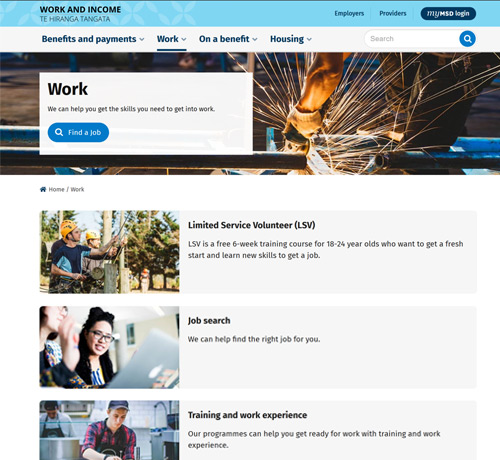 WORK AND INCOME
TE HIRANGA TANGATA
Employers
Providers
myMSD login
Benefits and payments
Work
On a benefit
Housing
Search
Work
We can help you get the skills you need to get into work.
Find a Job
Home / Work
Limited Service Volunteer (LSV)
LSV is a free 6-week training course for 18-24 year olds who want to get a fresh
start and learn new skills to get a job.
Job search
We can help find the right job for you.
Training and work experience
Our programmes can help you get ready for work with training and work
experience.